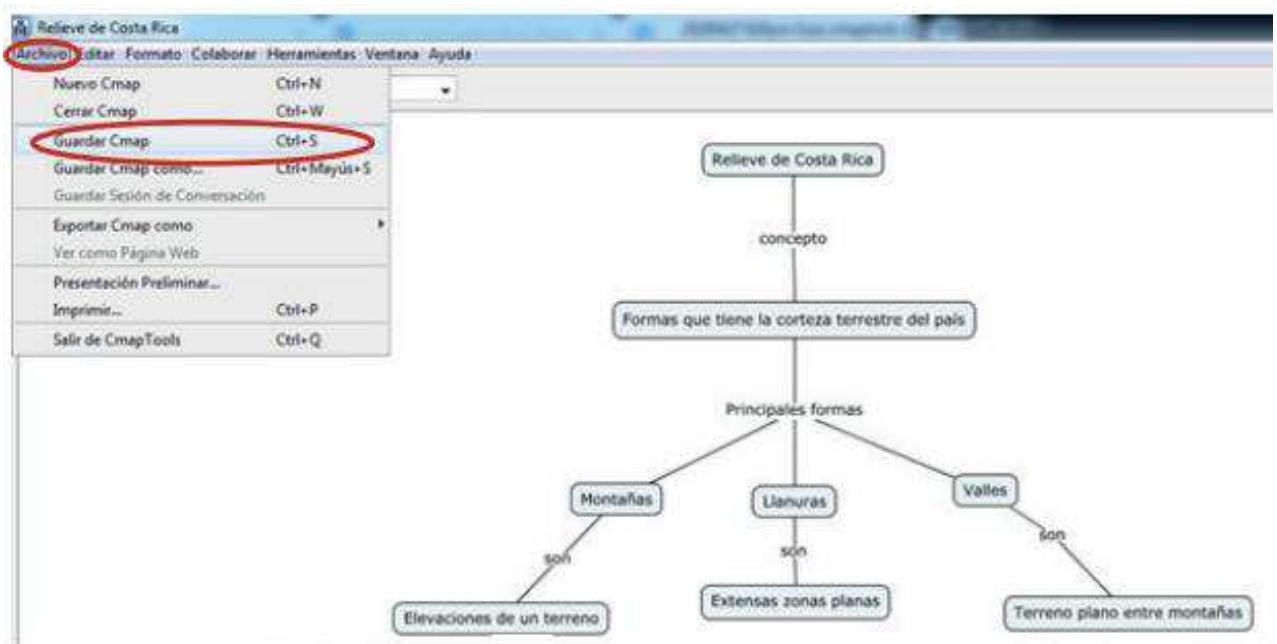 Relieve de Costa Rica
Archivo Editar Formato Colaborar Herramientas Ventana Ayuda
Nuevo Cmap Ctrl+N
Cerrar Cmap Ctrl+W
Guardar Cmap Ctrl+S
Guardar Cmap como... Ctrl+Mayús+S
Guardar Sesión de Conversación
Exportar Cmap como
Ver como Página Web
Presentación Preliminar...
Imprimir... Ctrl+P
Salir de CmapTools Ctrl+Q
Relieve de Costa Rica
concepto
Formas que tiene la corteza terrestre del país
Principales formas
Montañas Llanuras Valles
son son son
Elevaciones de un terreno Extensas zonas planas Terreno plano entre montañas